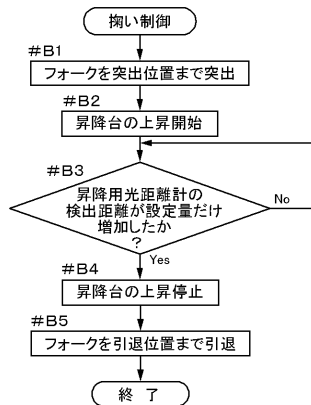 掬い制御
#B1
フォークを突出位置まで突出
#B2
昇降台の上昇開始
#B3
昇降用光距離計の
検出距離が設定量だけ
増加したか
?
No
Yes
#B4
昇降台の上昇停止
#B5
フォークを引退位置まで引退
終 了